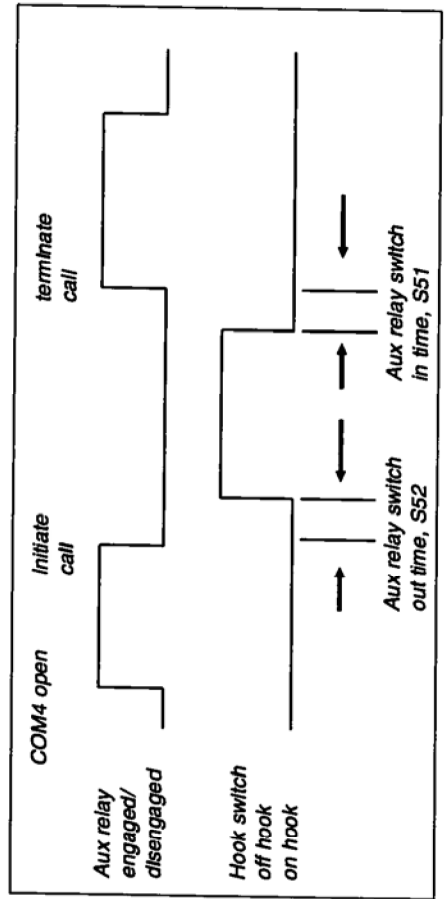 COM4 open
Initiate
call
terminate
call
Aux relay
engaged/
disengaged
Hook switch
off hook
on hook
Aux relay switch
out time, S52
Aux relay switch
in time, S51